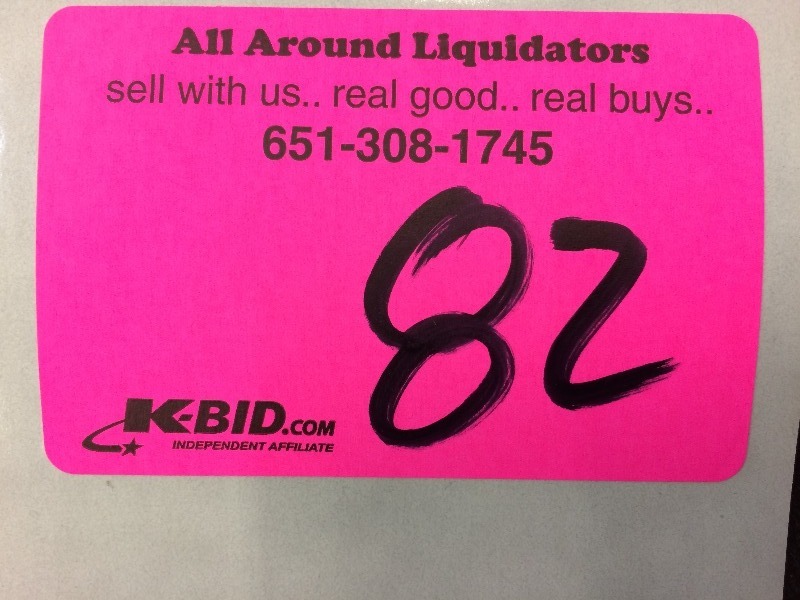 All Around Liquidators
sell with us.. real good.. real buys..
651-308-1745
82
K-BID.COM
INDEPENDENT AFFILIATE